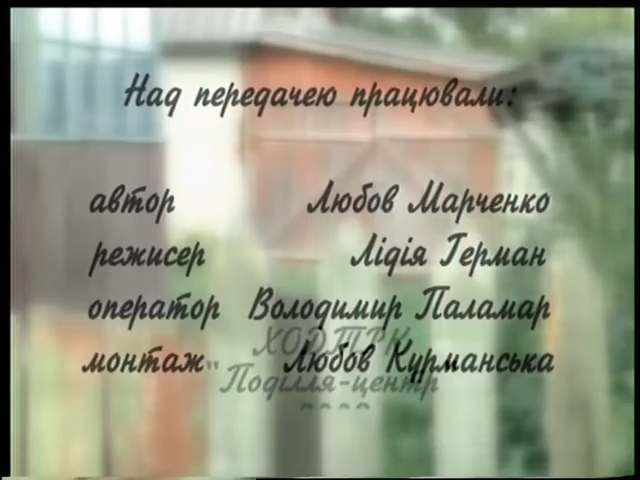 Над передачею працювали:
автор Любов Марченко
режисер Лідія Герман
оператор Володимир Паламар
монтаж Любов Курманська
ХОДТРК
"Поділля-центр"